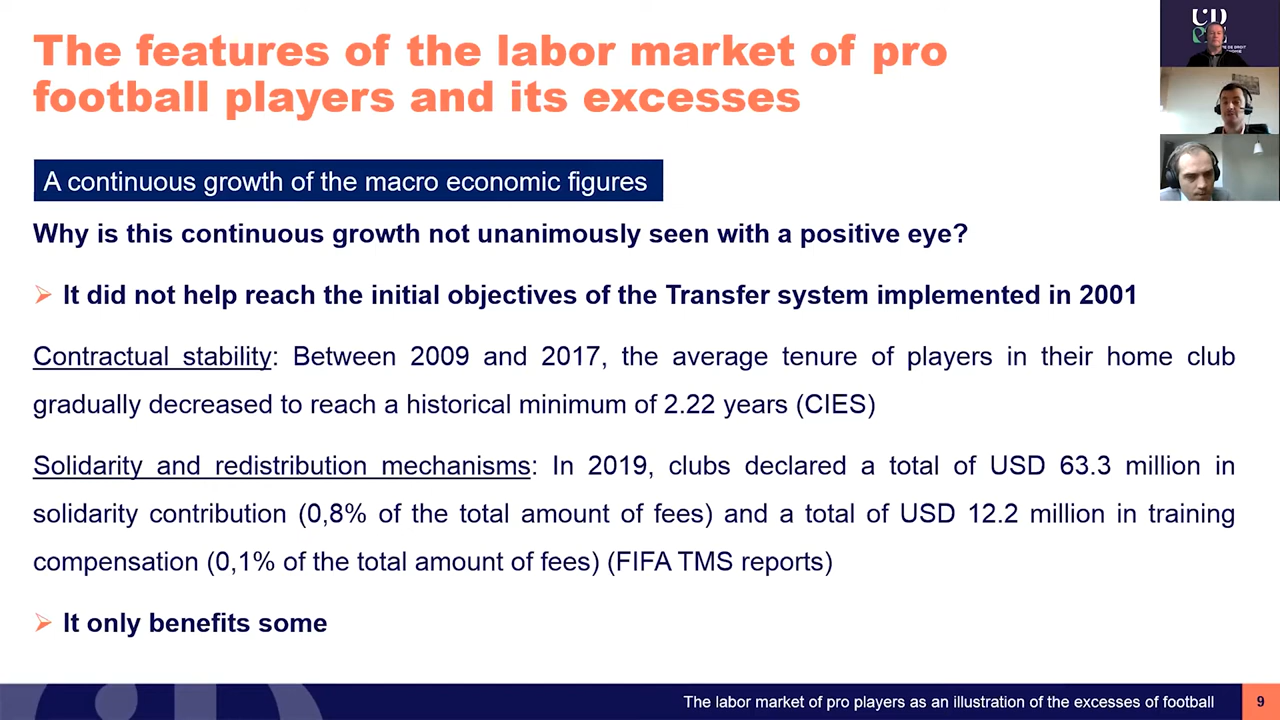 The features of the labor market of pro
football players and its excesses
A continuous growth of the macro economic figures
Why is this continuous growth not unanimously seen with a positive eye?
It did not help reach the initial objectives of the Transfer system implemented in 2001
Contractual stability: Between 2009 and 2017, the average tenure of players in their home club
gradually decreased to reach a historical minimum of 2.22 years (CIES)
Solidarity and redistribution mechanisms: In 2019, clubs declared a total of USD 63.3 million in
solidarity contribution (0,8% of the total amount of fees) and a total of USD 12.2 million in training
compensation (0,1% of the total amount of fees) (FIFA TMS reports)
It only benefits some
The labor market of pro players as an illustration of the excesses of football
9